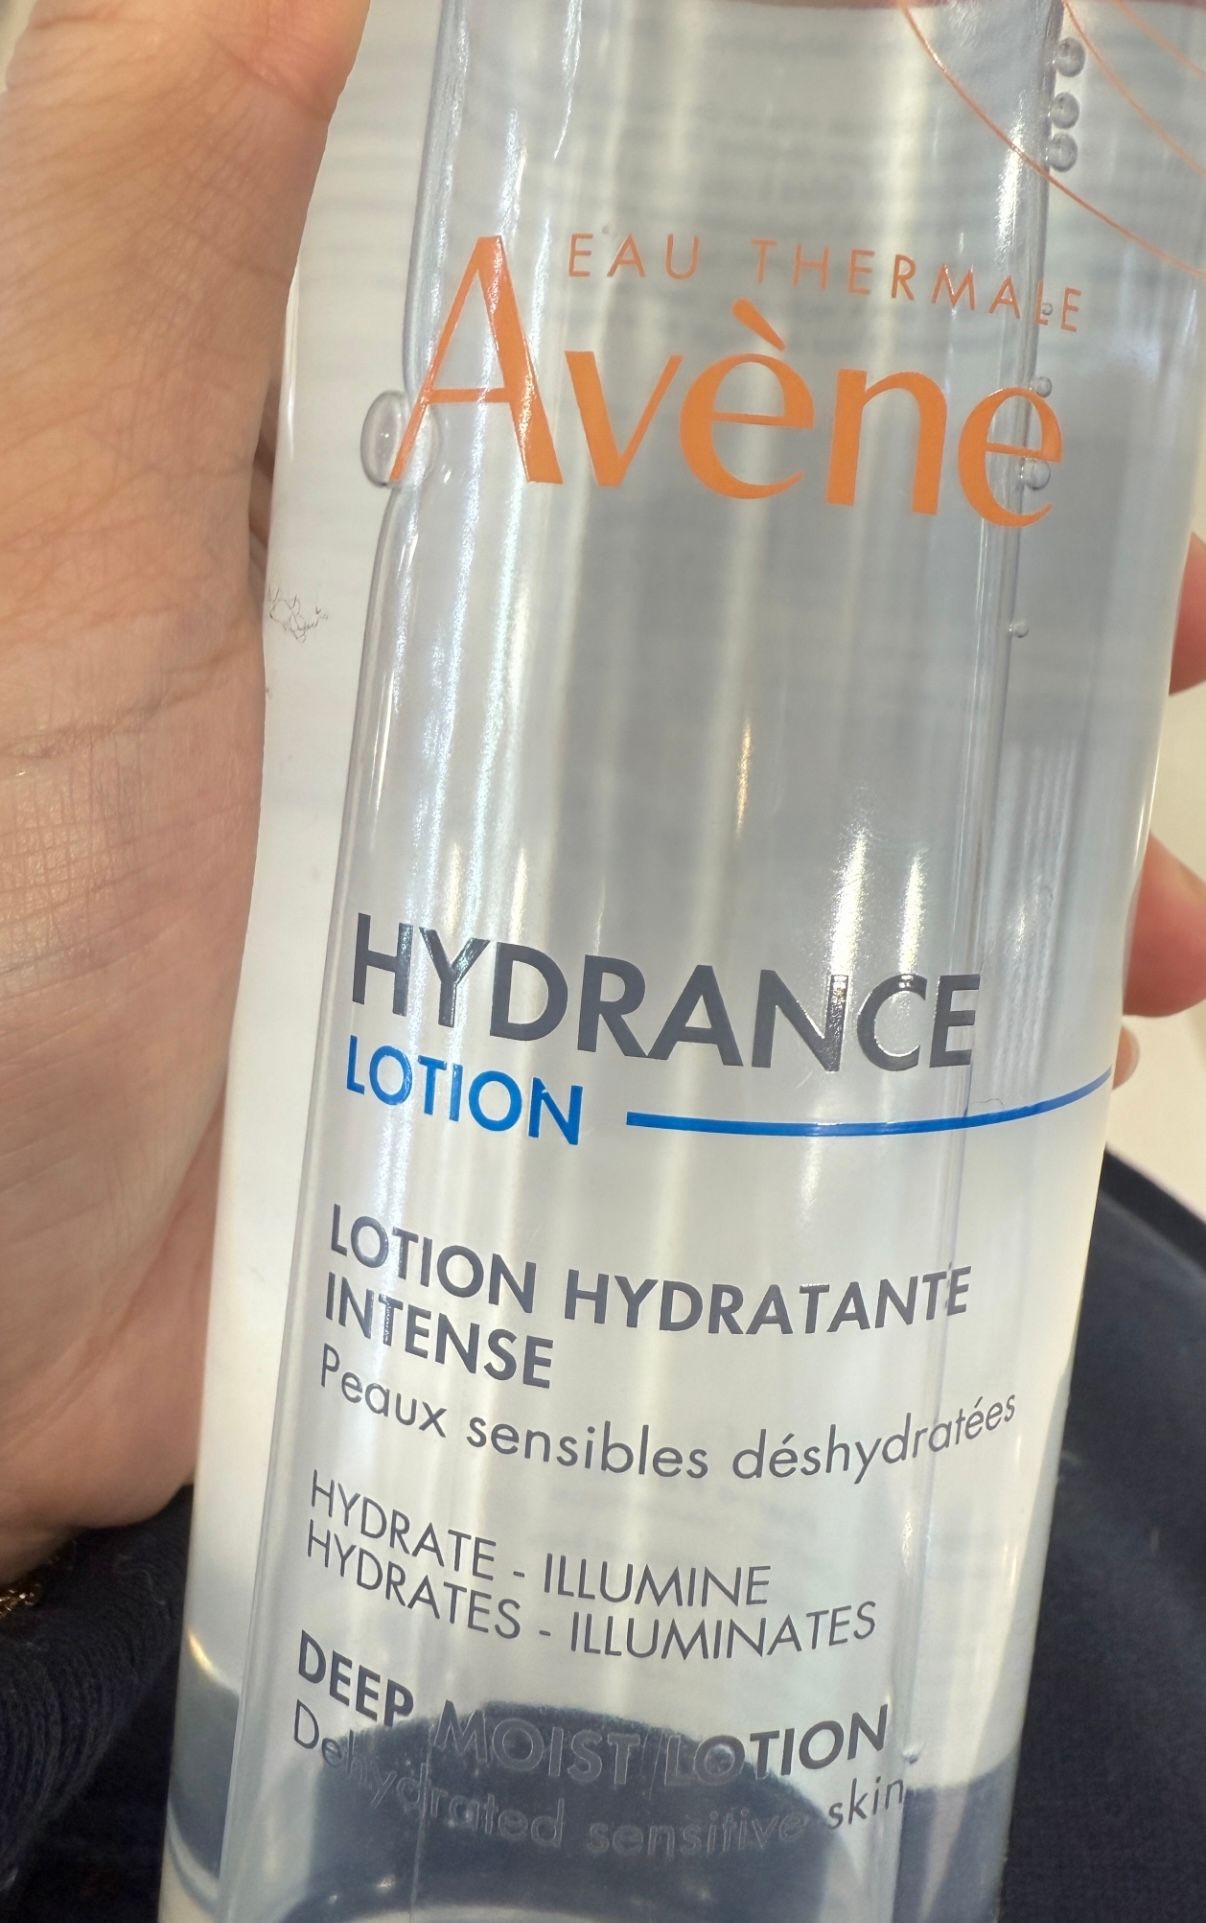 EAU THERMALE
Avène
HYDRANCE
LOTION
LOTION HYDRATANTE
INTENSE
Peaux sensibles déshydratées
HYDRATE - ILLUMINE
HYDRATES - ILLUMINATES
DEEP MOIST LOTION
Dehydrated sensitive skin